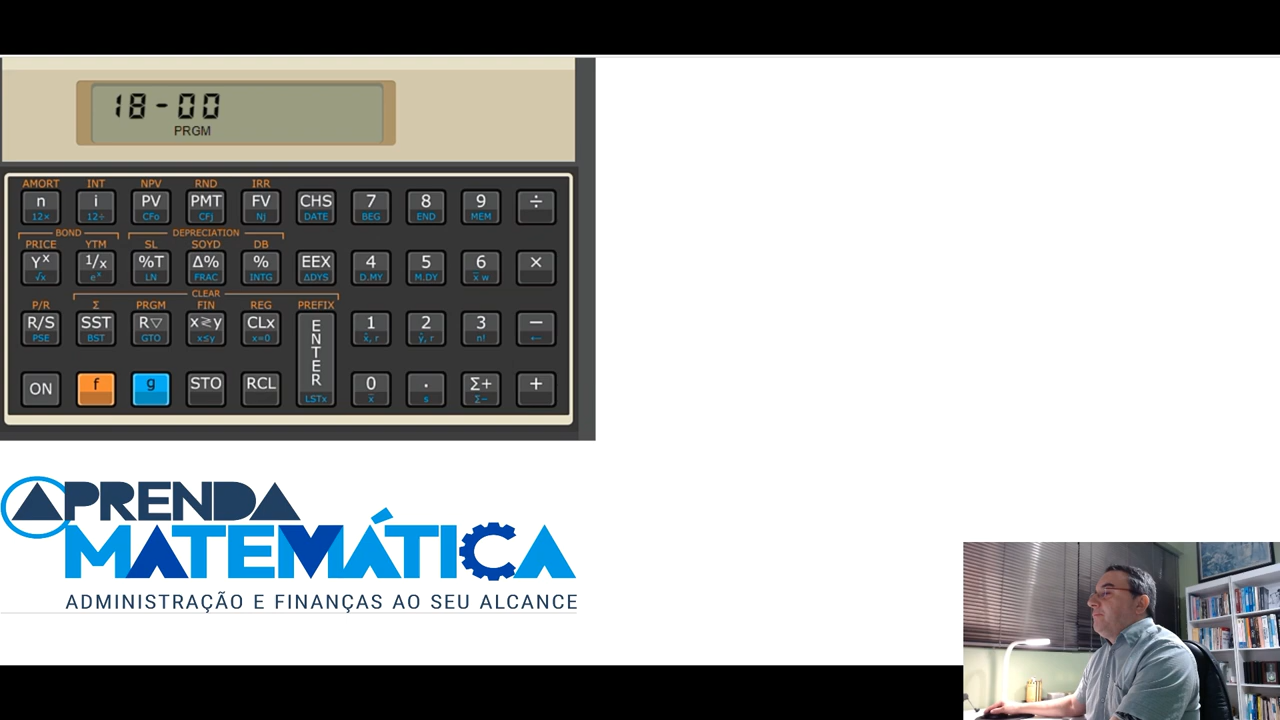 18-00
PRGM
AMORT INT NPV RND IRR
n i PV PMT FV CHS 7 8 9 ÷
12× 12÷ CFo CFj Nj DATE BEG END MEM
BOND DEPRECIATION
PRICE YTM SL SOYD DB
Yx 1/x %T Δ% % EEX 4 5 6 ×
√x ex LN FRAC INTG ΔDYS D.MY M.DY x̄ w
CLEAR
P/R Σ PRGM FIN REG PREFIX
R/S SST R▽ x≷y CLx ENTER 1 2 3 −
PSE BST GTO x≤y x=0 x̂, r ŷ, r n! ←
ON f g STO RCL 0 . Σ+ +
LSTx x̄ s Σ−
APRENDA
MATEMÁTICA
ADMINISTRAÇÃO E FINANÇAS AO SEU ALCANCE